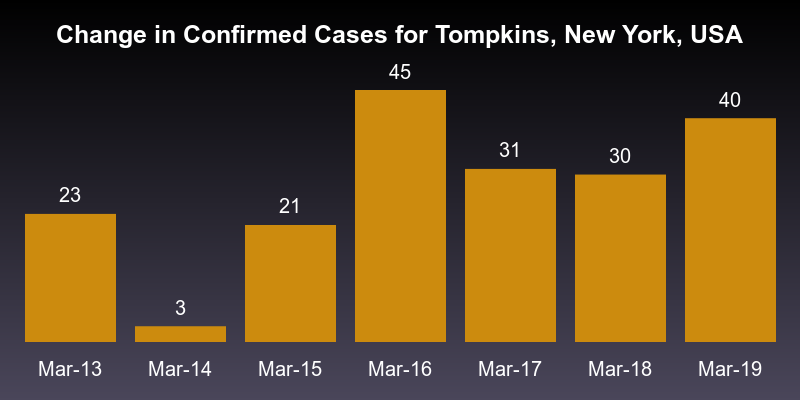 Change in Confirmed Cases for Tompkins, New York, USA
23
3
21
45
31
30
40
Mar-13
Mar-14
Mar-15
Mar-16
Mar-17
Mar-18
Mar-19